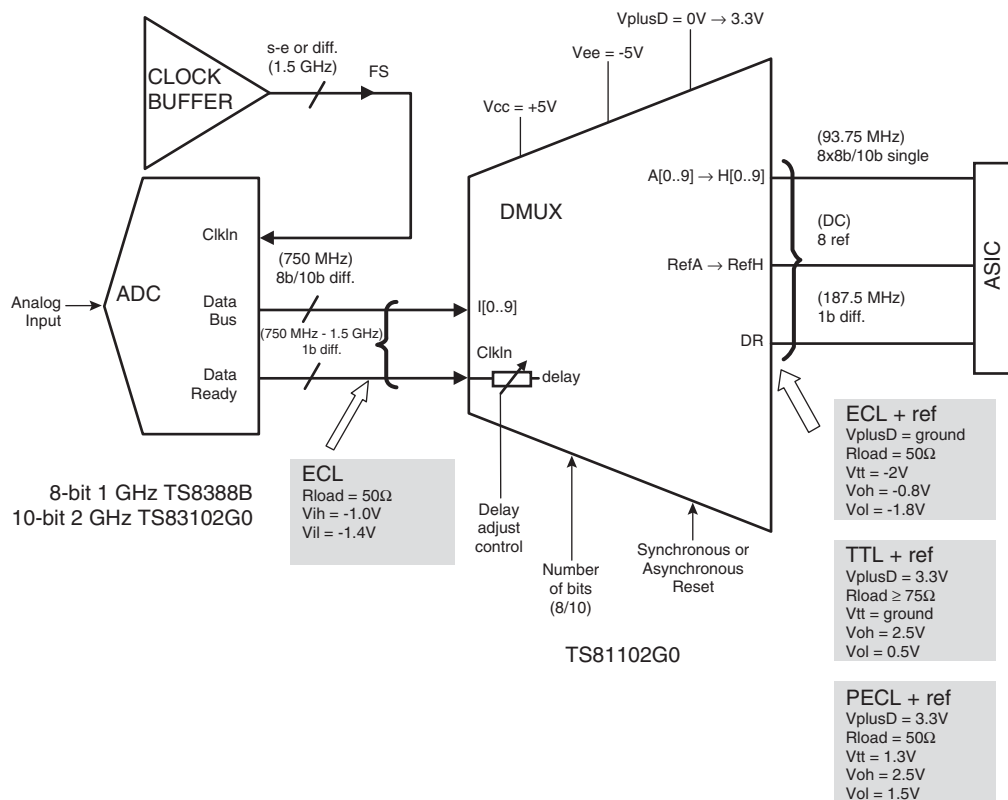 VplusD = 0V → 3.3V
Vee = -5V
Vcc = +5V
s-e or diff.
(1.5 GHz)
FS
CLOCK
BUFFER
ClkIn
ADC
Analog
Input
Data
Bus
Data
Ready
(750 MHz)
8b/10b diff.
(750 MHz - 1.5 GHz)
1b diff.
DMUX
I[0..9]
ClkIn
delay
A[0..9] → H[0..9]
RefA → RefH
DR
(93.75 MHz)
8x8b/10b single
(DC)
8 ref
(187.5 MHz)
1b diff.
ASIC
8-bit 1 GHz TS8388B
10-bit 2 GHz TS83102G0
ECL
Rload = 50Ω
Vih = -1.0V
Vil = -1.4V
Delay
adjust
control
Number
of bits
(8/10)
Synchronous or
Asynchronous
Reset
TS81102G0
ECL + ref
VplusD = ground
Rload = 50Ω
Vtt = -2V
Voh = -0.8V
Vol = -1.8V
TTL + ref
VplusD = 3.3V
Rload ≥ 75Ω
Vtt = ground
Voh = 2.5V
Vol = 0.5V
PECL + ref
VplusD = 3.3V
Rload = 50Ω
Vtt = 1.3V
Voh = 2.5V
Vol = 1.5V